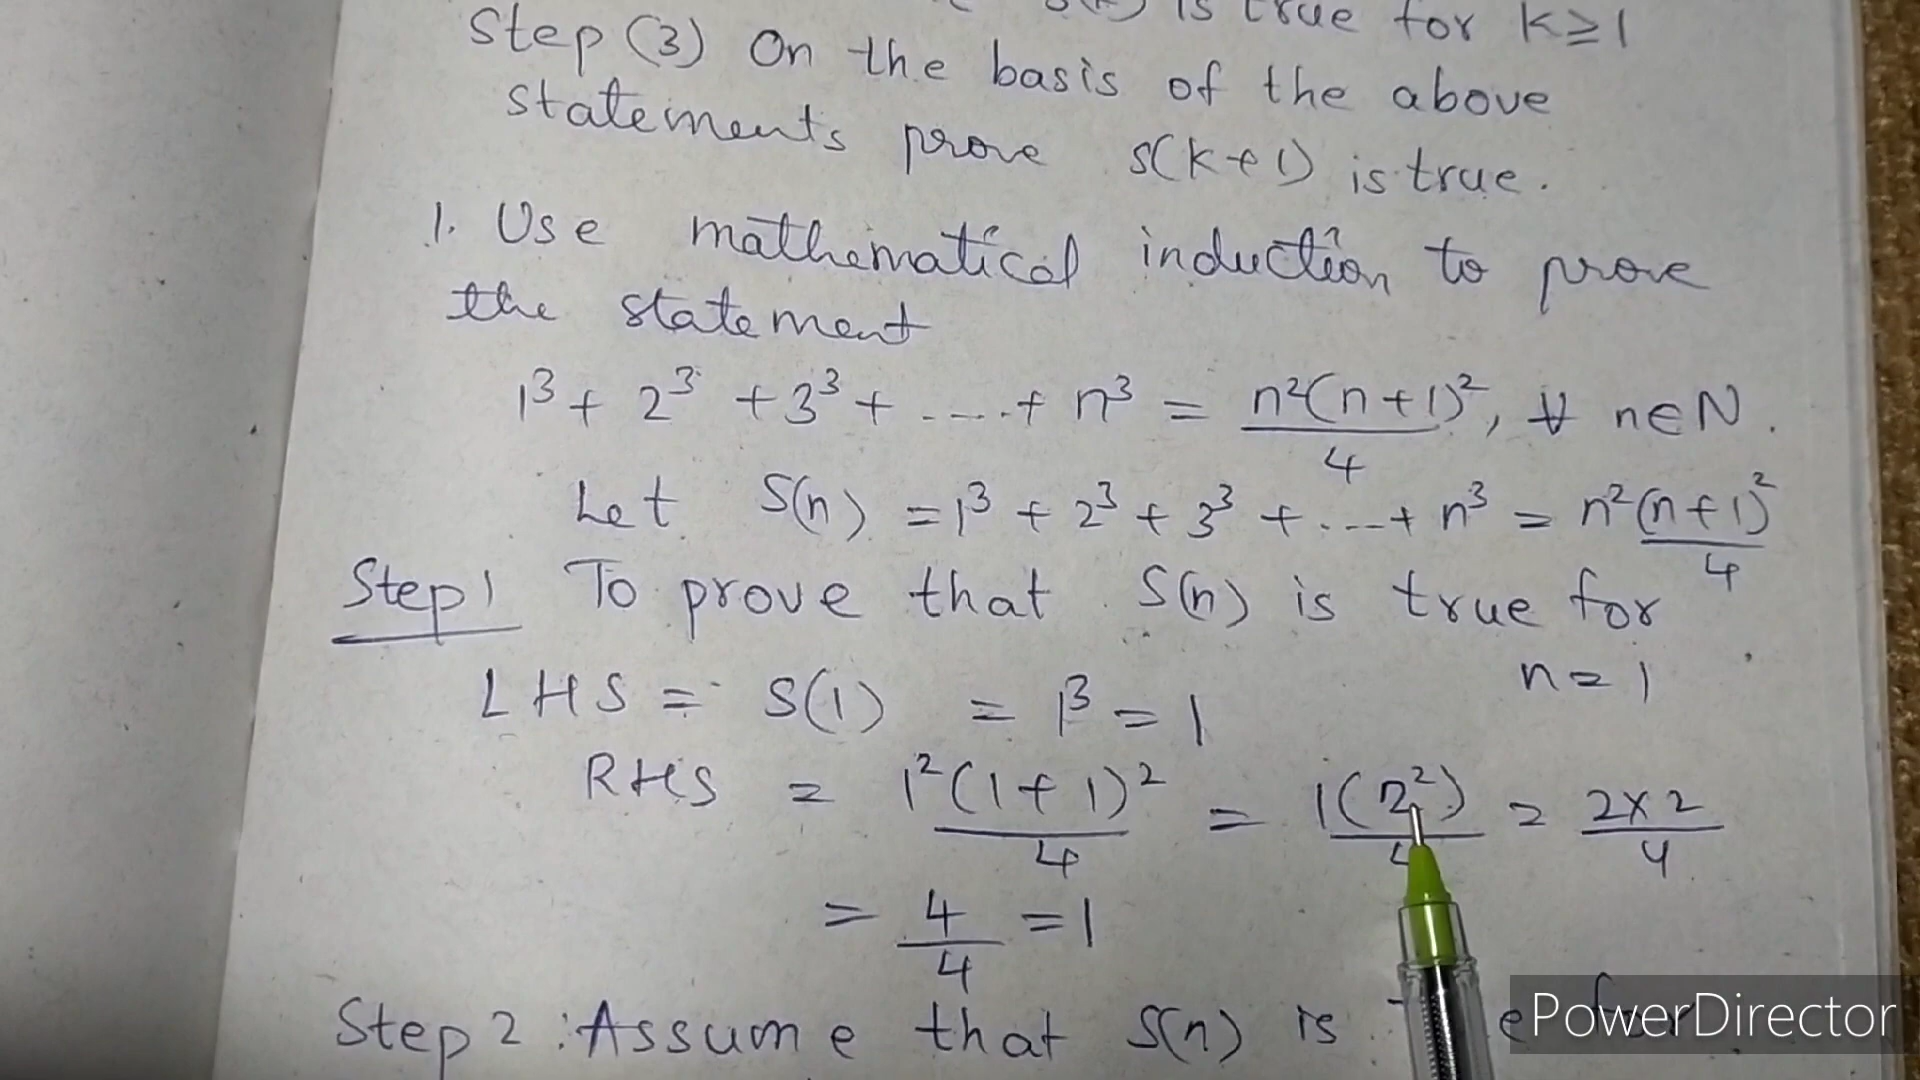 is true for k≥1
Step (3) On the basis of the above
statements prove S(k+1) is true.
1. Use mathematical induction to prove
the statement
1³ + 2³ + 3³ + ----+ n³ = n²(n+1)²/4, ∀ n∈N.
Let S(n) = 1³ + 2³ + 3³ + ----+ n³ = n²(n+1)²/4
Step 1 To prove that S(n) is true for
n=1
LHS = S(1) = 1³ = 1
RHS = 1²(1+1)²/4 = 1(2²)/4 = 2×2/4
= 4/4 = 1
Step 2 : Assume that S(n) is
PowerDirector